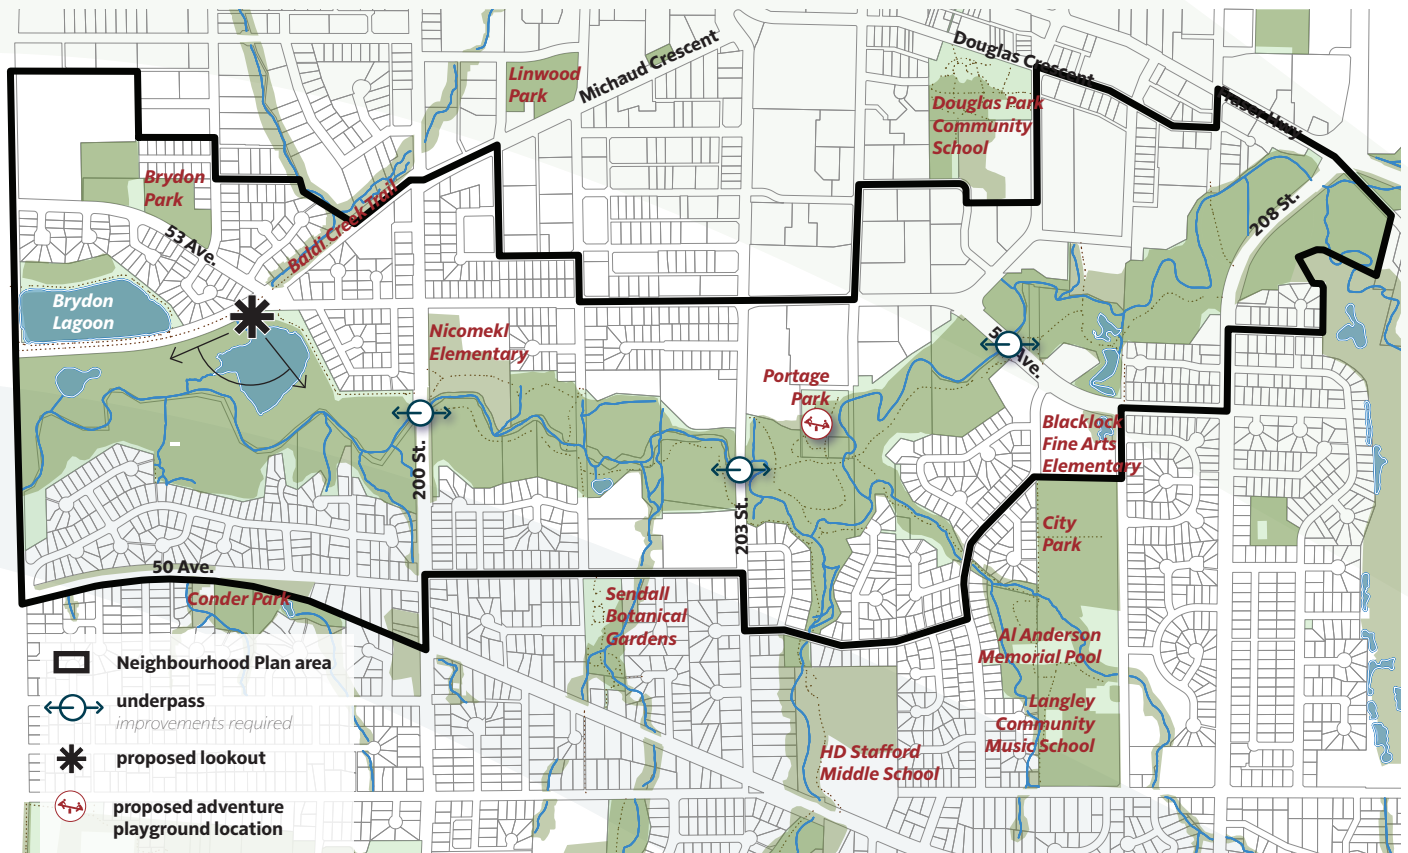 Douglas Crescent
Michaud Crescent
Linwood
Park
Fraser Hwy
Douglas Park
Community
School
Brydon
Park
Baldi Creek Trail
208 St.
53 Ave.
Brydon
Lagoon
Nicomekl
Elementary
Ave.
Portage
Park
Blacklock
Fine Arts
Elementary
200 St.
203 St.
City
Park
50 Ave.
Conder Park
Sendall
Botanical
Gardens
Al Anderson
Memorial Pool
Langley
Community
Music School
HD Stafford
Middle School
Neighbourhood Plan area
underpass
improvements required
proposed lookout
proposed adventure
playground location